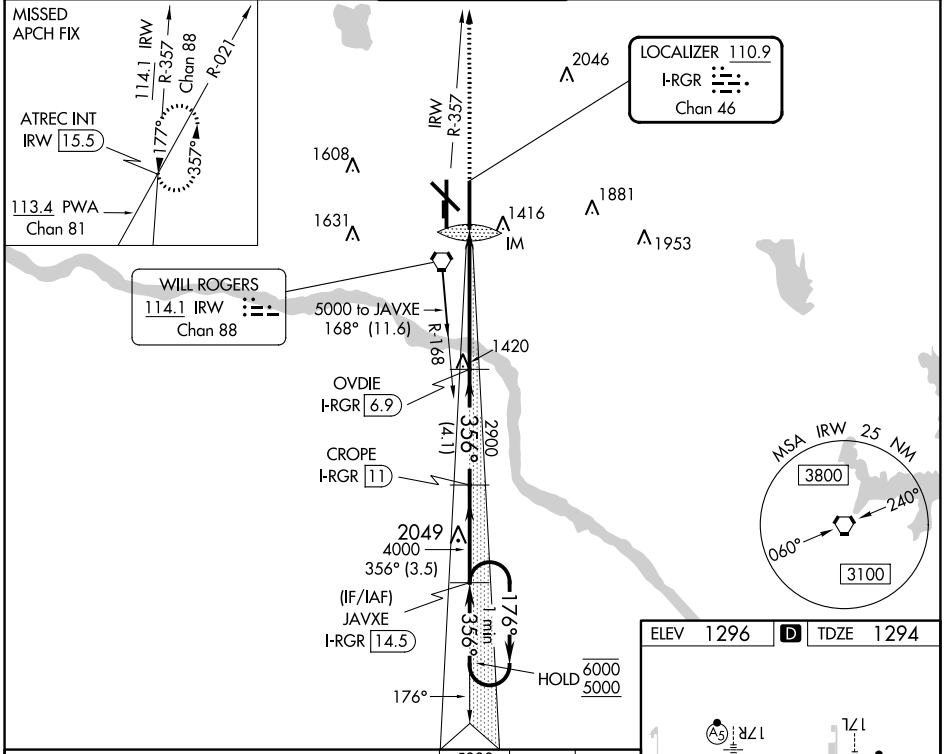 MISSED
APCH FIX
114.1 IRW
R-357
Chan 88
R-021
ATREC INT
IRW 15.5
177°
357°
113.4 PWA
Chan 81
IRW
R-357
2046
LOCALIZER 110.9
I-RGR
Chan 46
1608
1631
1416
IM
1881
1953
WILL ROGERS
114.1 IRW
Chan 88
5000 to JAVXE
168° (11.6)
R-168
1420
OVDIE
I-RGR 6.9
356°
2900
(4.1)
CROPE
I-RGR 11
2049
4000
356° (3.5)
(IF/IAF)
JAVXE
I-RGR 14.5
356°
1 min
176°
HOLD 6000
5000
176°
MSA IRW 25 NM
3800
240°
060°
3100
ELEV 1296 D TDZE 1294
A5
17R
17L